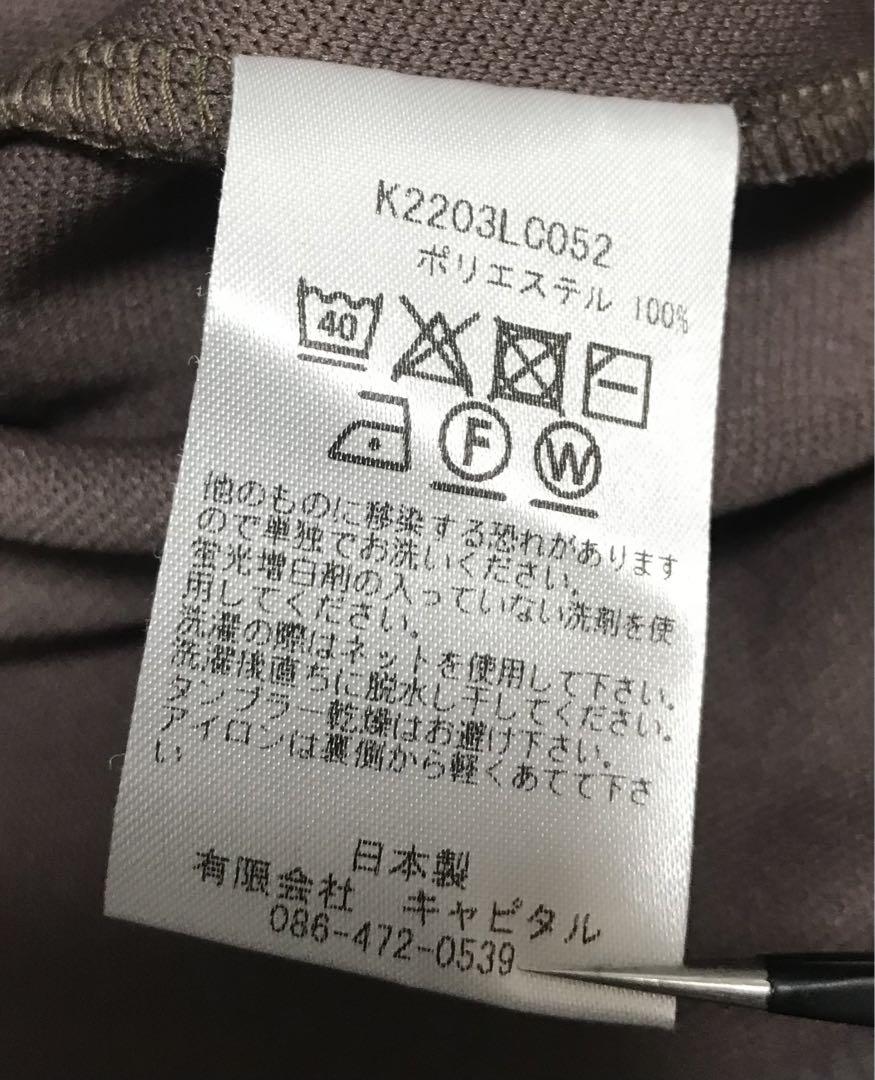 K2203LC052
ポリエステル 100%
40
F W
他のものに移染する恐れがあります
ので単独でお洗いください。
蛍光増白剤の入っていない洗剤を使
用してください。
洗濯の際はネットを使用して下さい。
洗濯後直ちに脱水し干してください。
タンブラー乾燥はお避け下さい。
アイロンは裏側から軽くあてて下さ
い
日本製
有限会社 キャピタル
086-472-0539